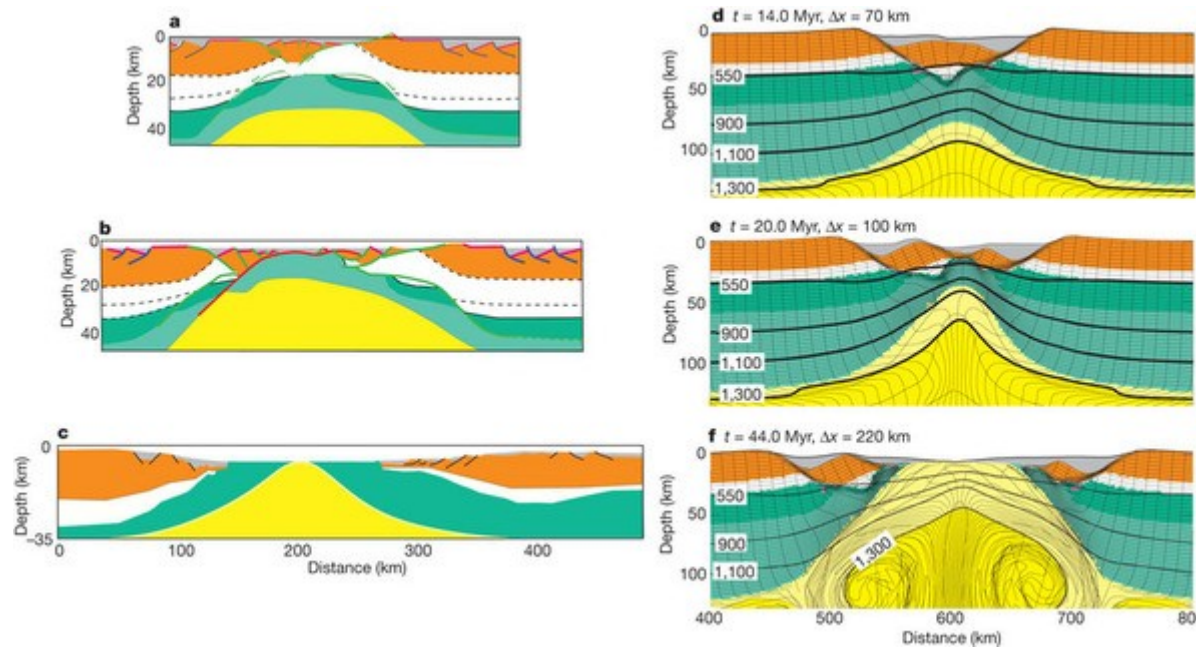 a
0
20
40
Depth (km)
b
0
20
40
Depth (km)
c
0
–35
Depth (km)
0 100 200 300 400
Distance (km)
d t = 14.0 Myr, Δx = 70 km
0
50
100
Depth (km)
550
900
1,100
1,300
e t = 20.0 Myr, Δx = 100 km
0
50
100
Depth (km)
550
900
1,100
1,300
f t = 44.0 Myr, Δx = 220 km
0
50
100
Depth (km)
550
900
1,100
1,300
400 500 600 700 80
Distance (km)